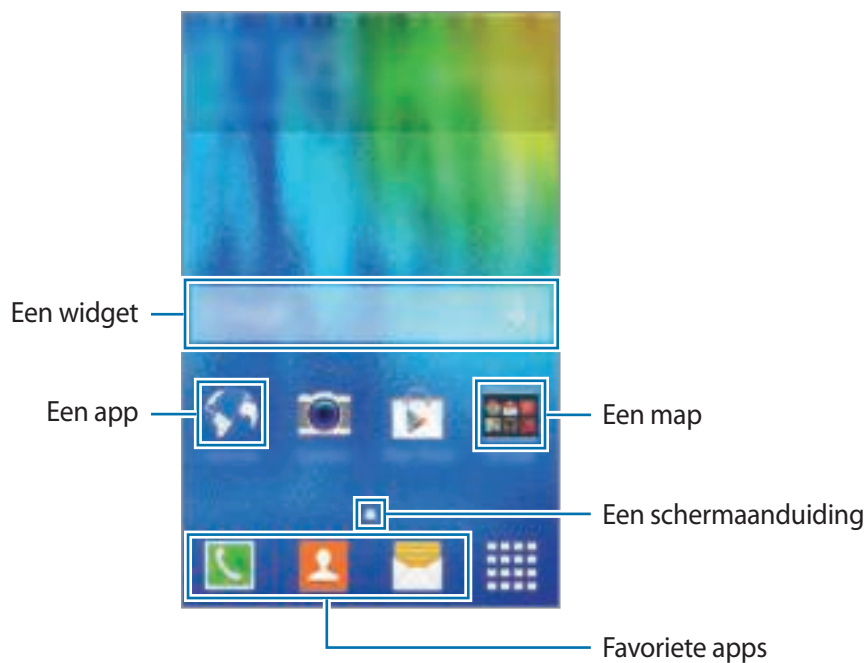 Een widget
Een app
Een map
Een schermaanduiding
Favoriete apps